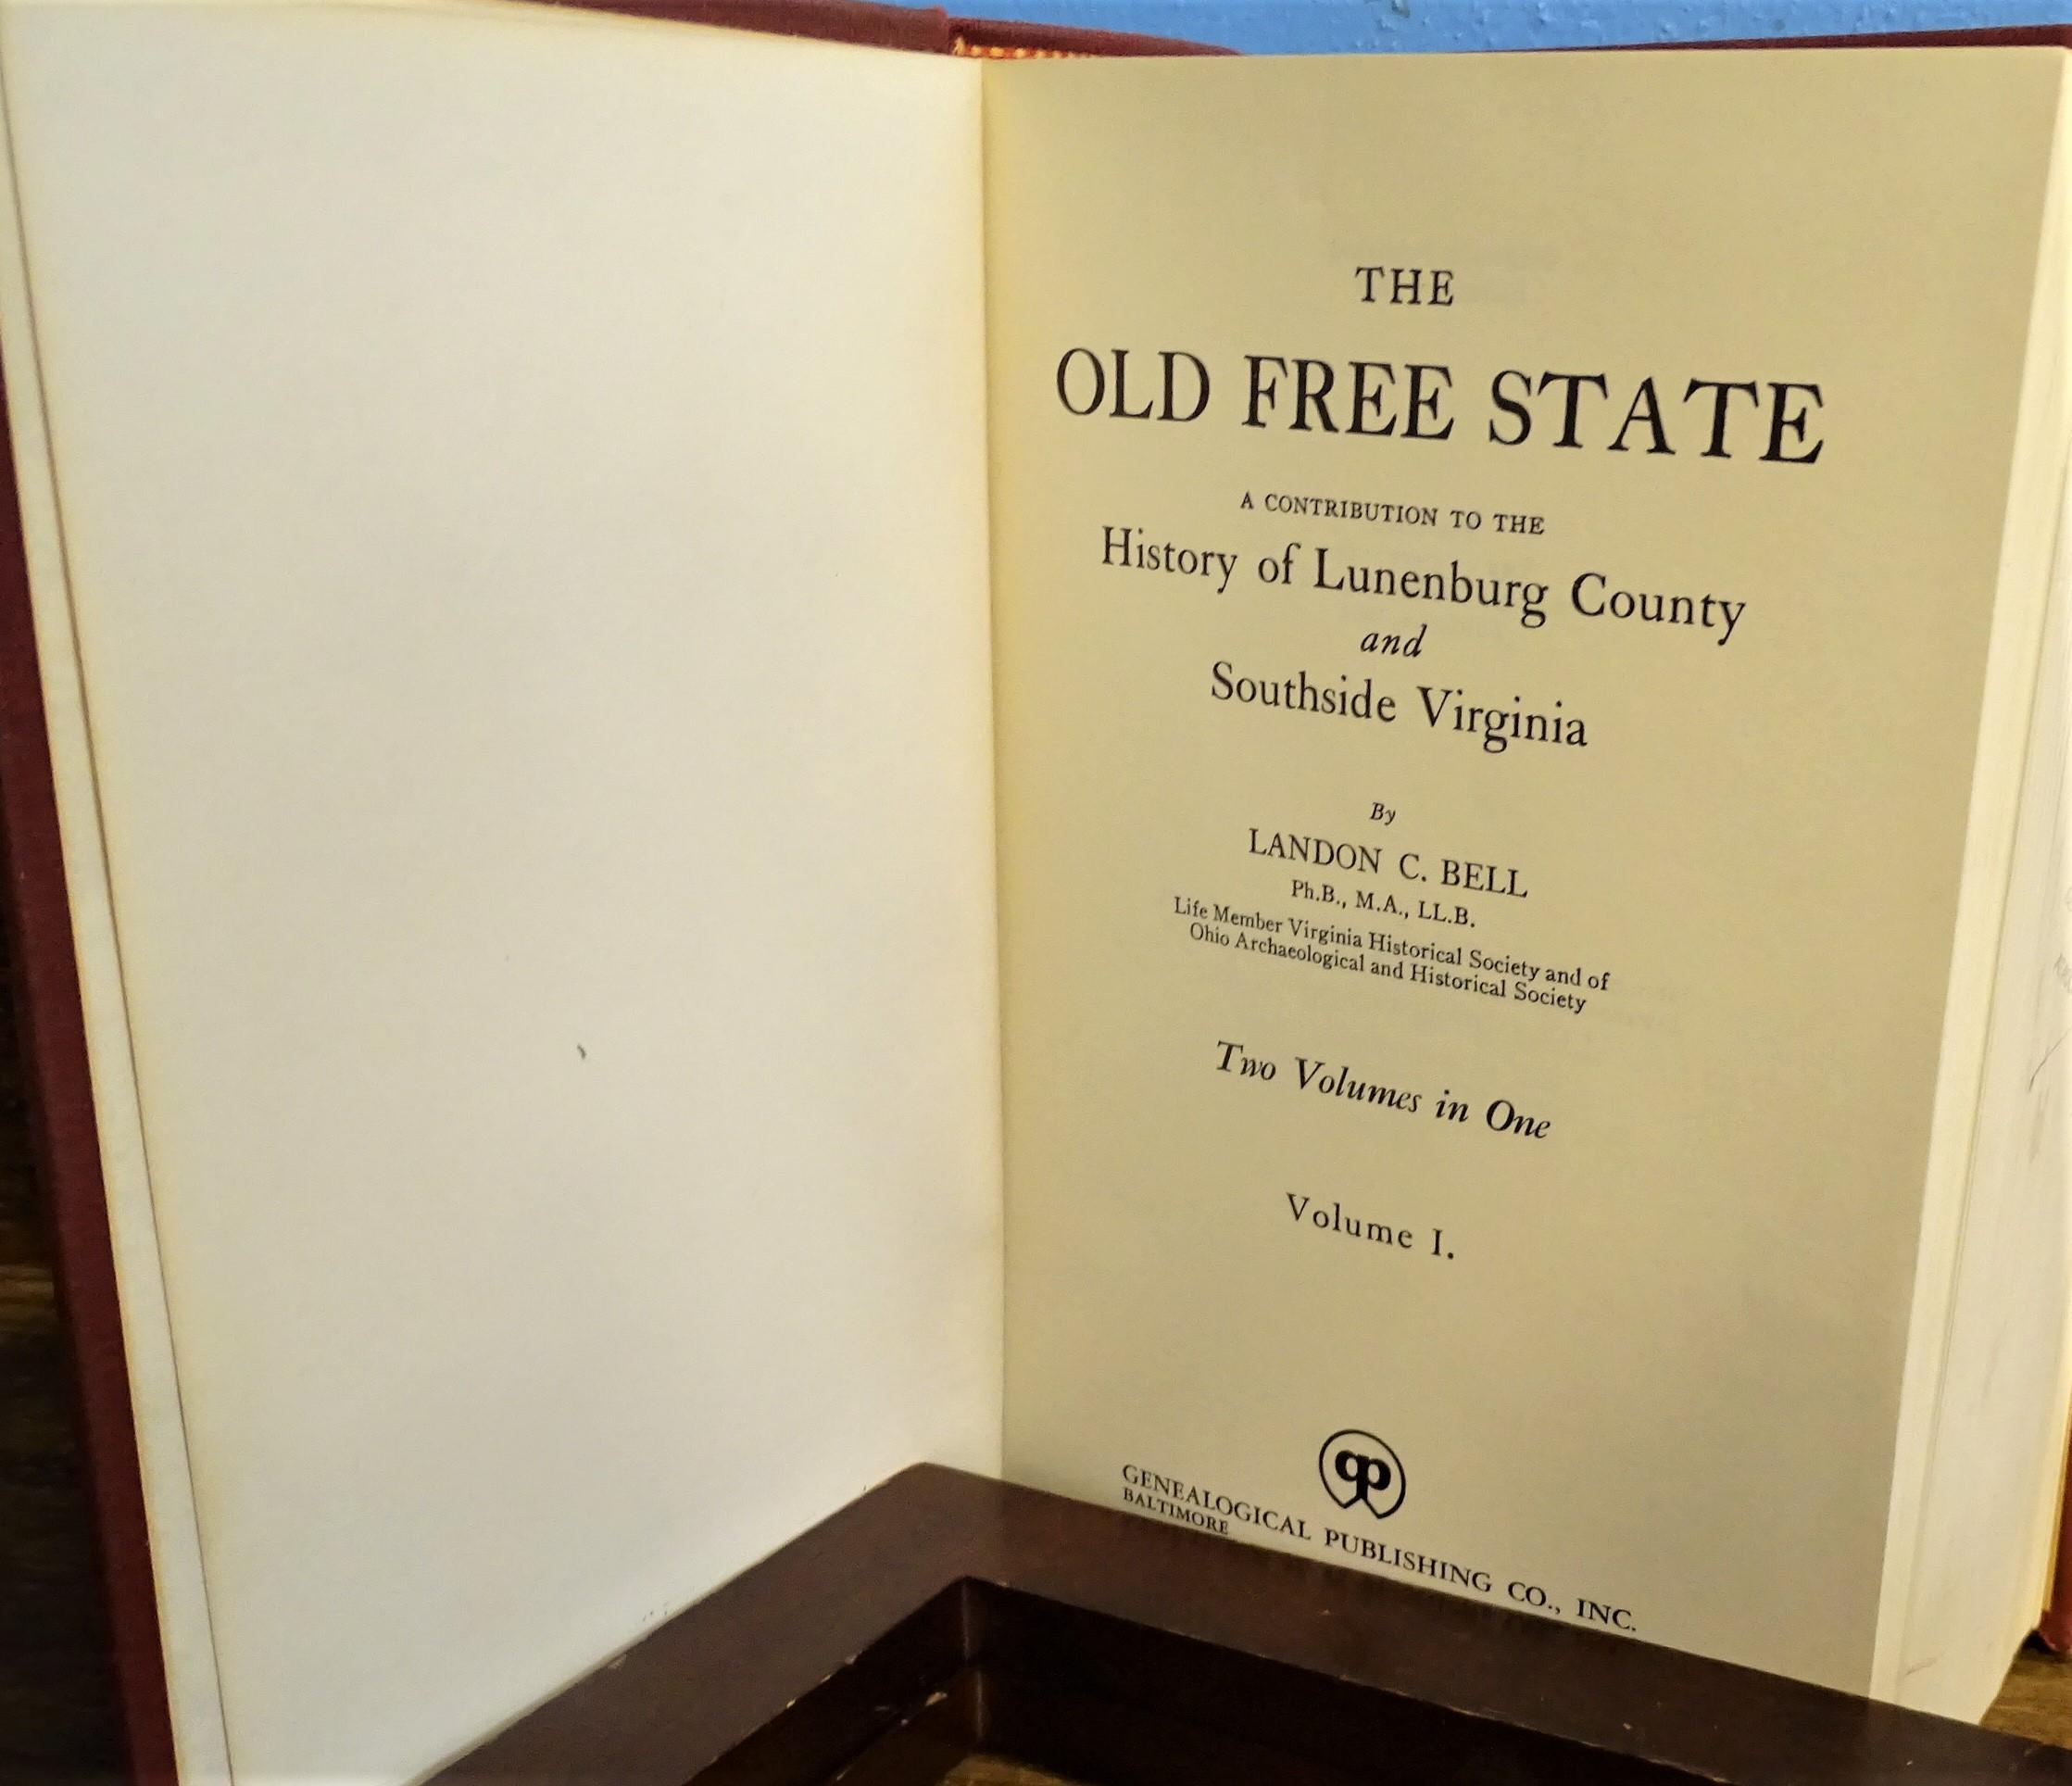 THE
OLD FREE STATE
A CONTRIBUTION TO THE
History of Lunenburg County
and
Southside Virginia
By
LANDON C. BELL
Ph.B., M.A., LL.B.
Life Member Virginia Historical Society and of
Ohio Archaeological and Historical Society
Two Volumes in One
Volume I.
gp
GENEALOGICAL PUBLISHING CO., INC.
BALTIMORE